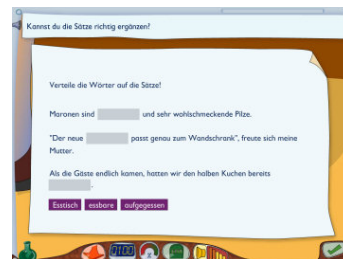 Kannst du die Sätze richtig ergänzen?
Verteile die Wörter auf die Sätze!
Maronen sind und sehr wohlschmeckende Pilze.
"Der neue passt genau zum Wandschrank", freute sich meine
Mutter.
Als die Gäste endlich kamen, hatten wir den halben Kuchen bereits
.
Esstisch essbare aufgegessen
0100